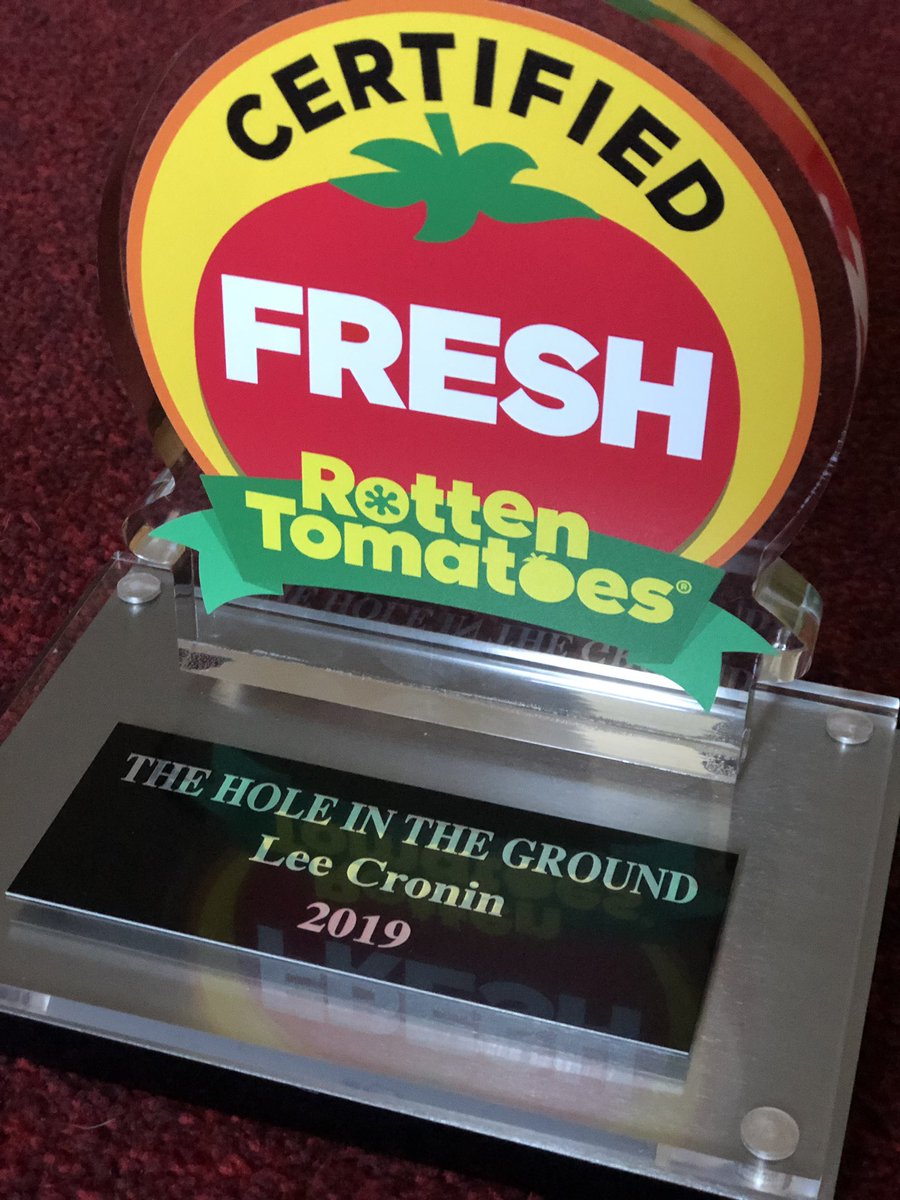 CERTIFIED
FRESH
Rotten
Tomatoes®
THE HOLE IN THE GROUND
Lee Cronin
2019